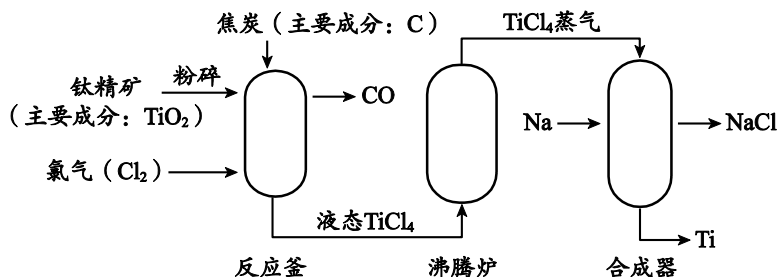 焦炭（主要成分：C）
TiCl₄蒸气
钛精矿 粉碎
（主要成分：TiO₂）
CO
Na
NaCl
氯气（Cl₂）
液态TiCl₄
Ti
反应釜 沸腾炉 合成器